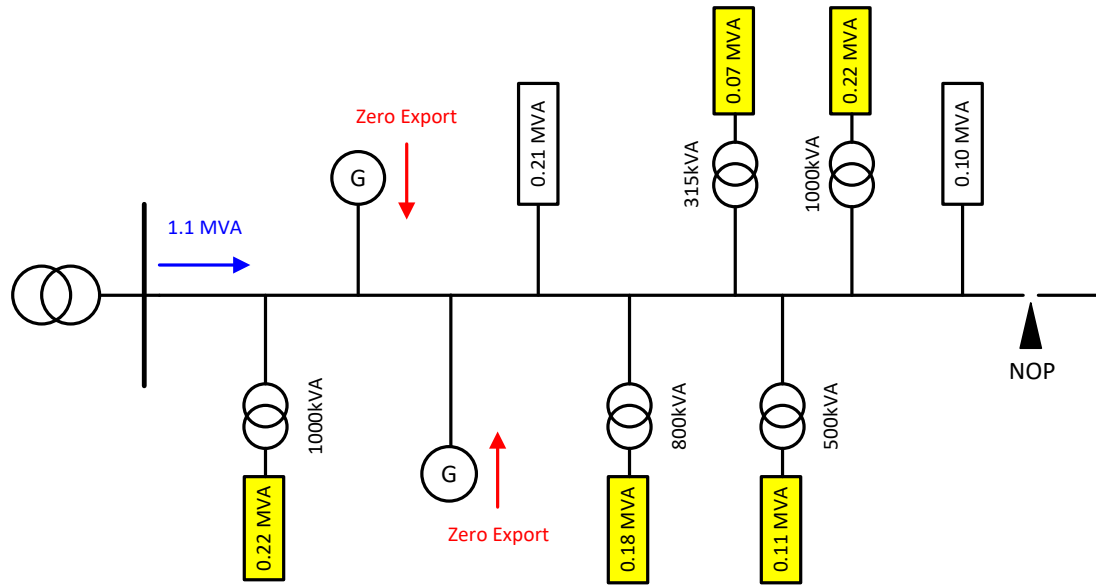 0.07 MVA
0.22 MVA
Zero Export
0.21 MVA
0.10 MVA
315kVA
1000kVA
G
1.1 MVA
NOP
1000kVA
800kVA
500kVA
G
0.22 MVA
Zero Export
0.18 MVA
0.11 MVA